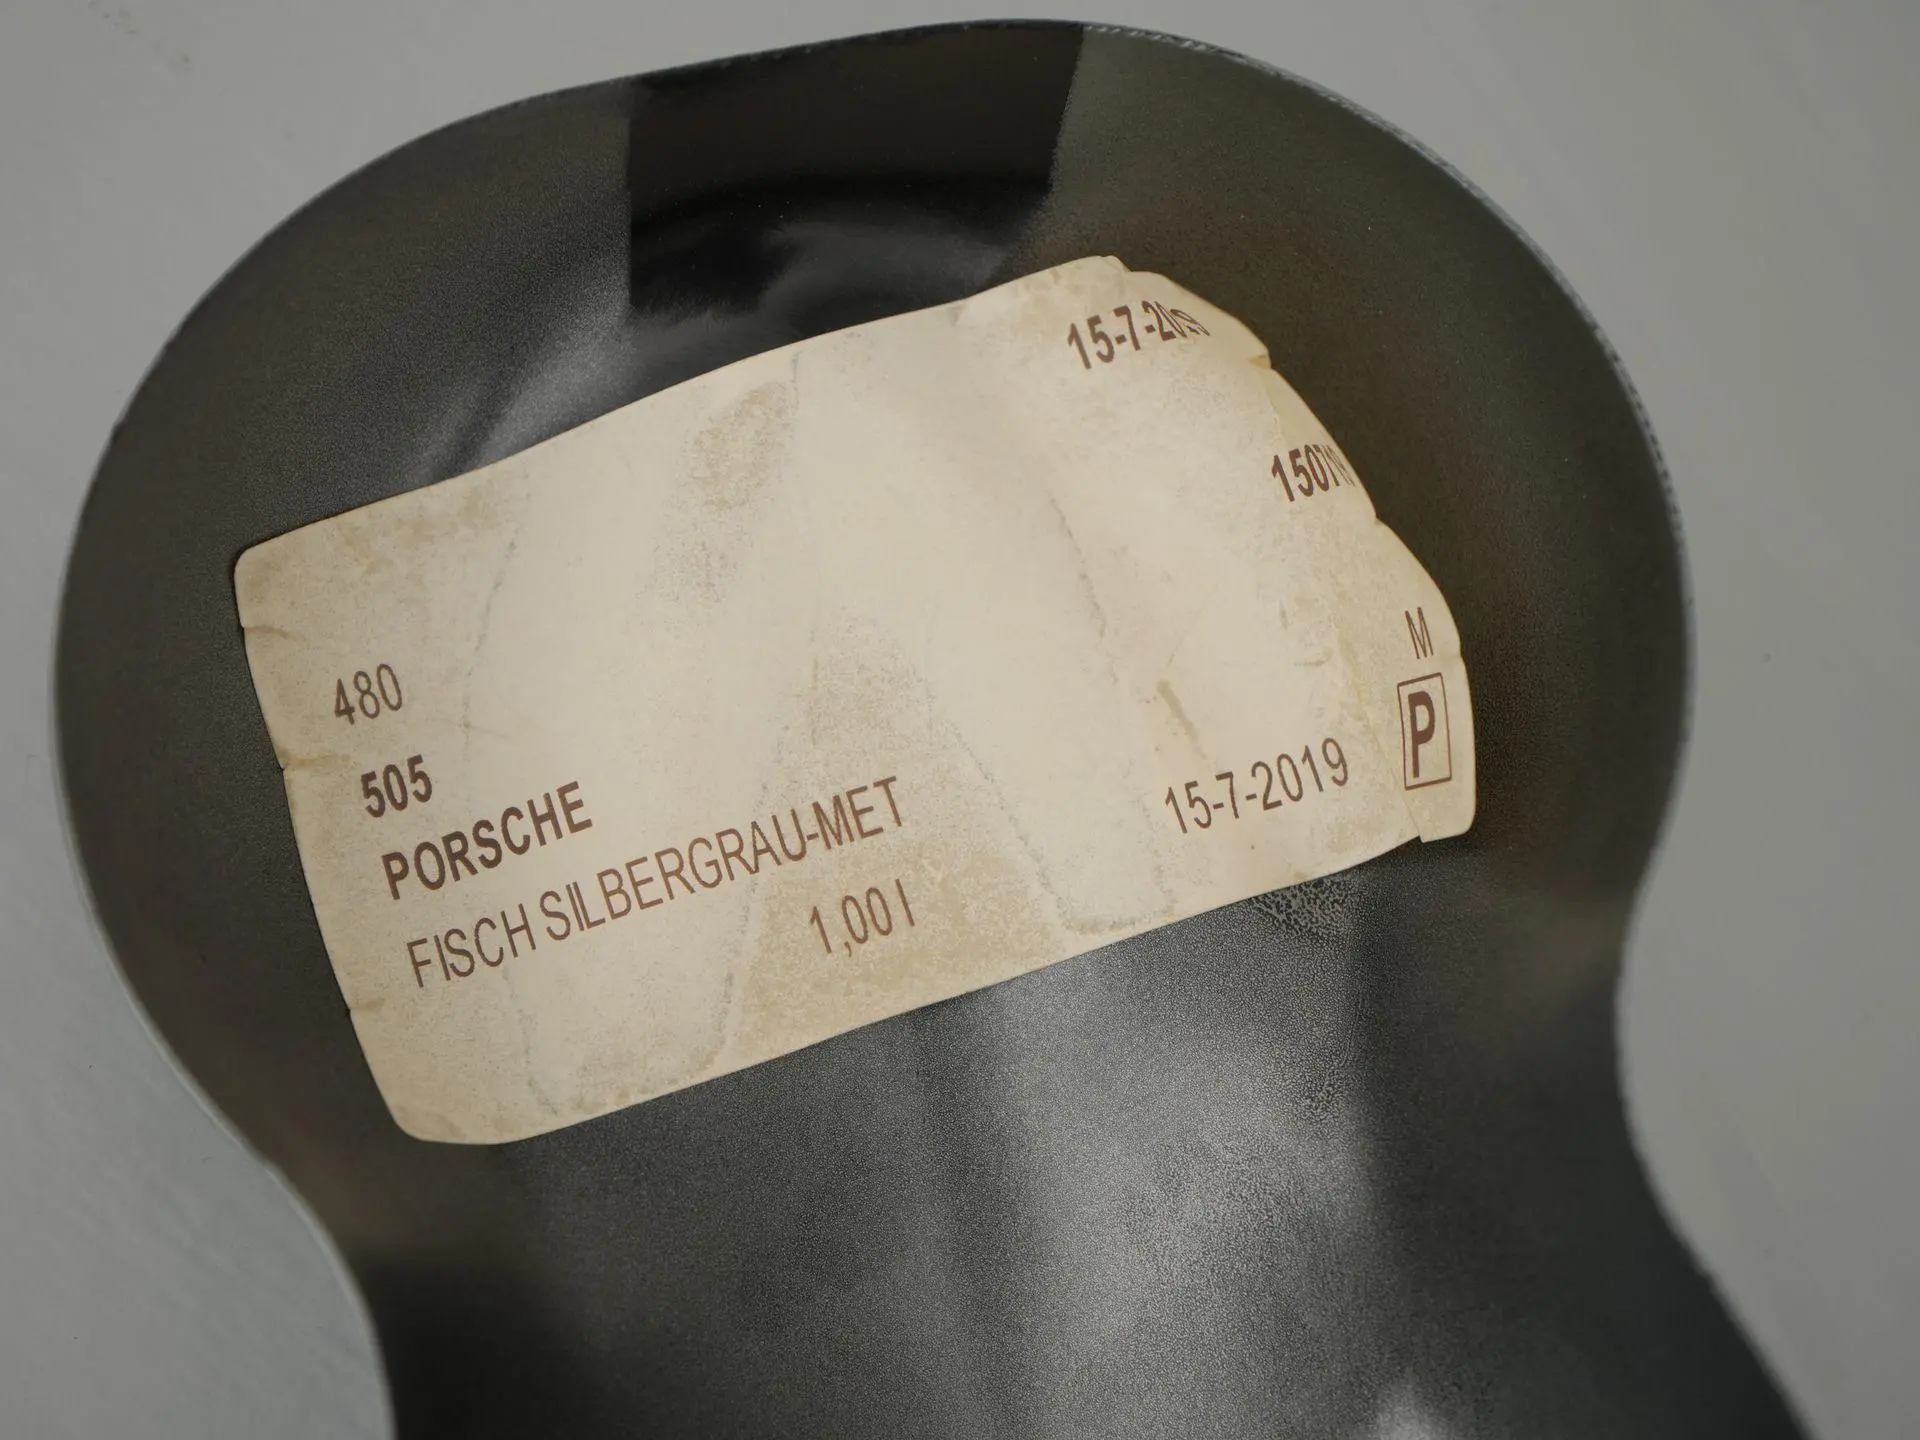 15-7-2019
480
505
PORSCHE
FISCH SILBERGRAU-MET
1,00 l
15-7-2019
M
P